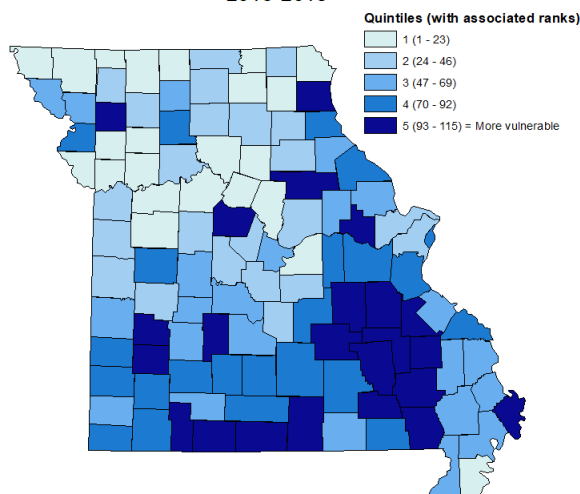 Quintiles (with associated ranks)
1 (1 - 23)
2 (24 - 46)
3 (47 - 69)
4 (70 - 92)
5 (93 - 115) = More vulnerable